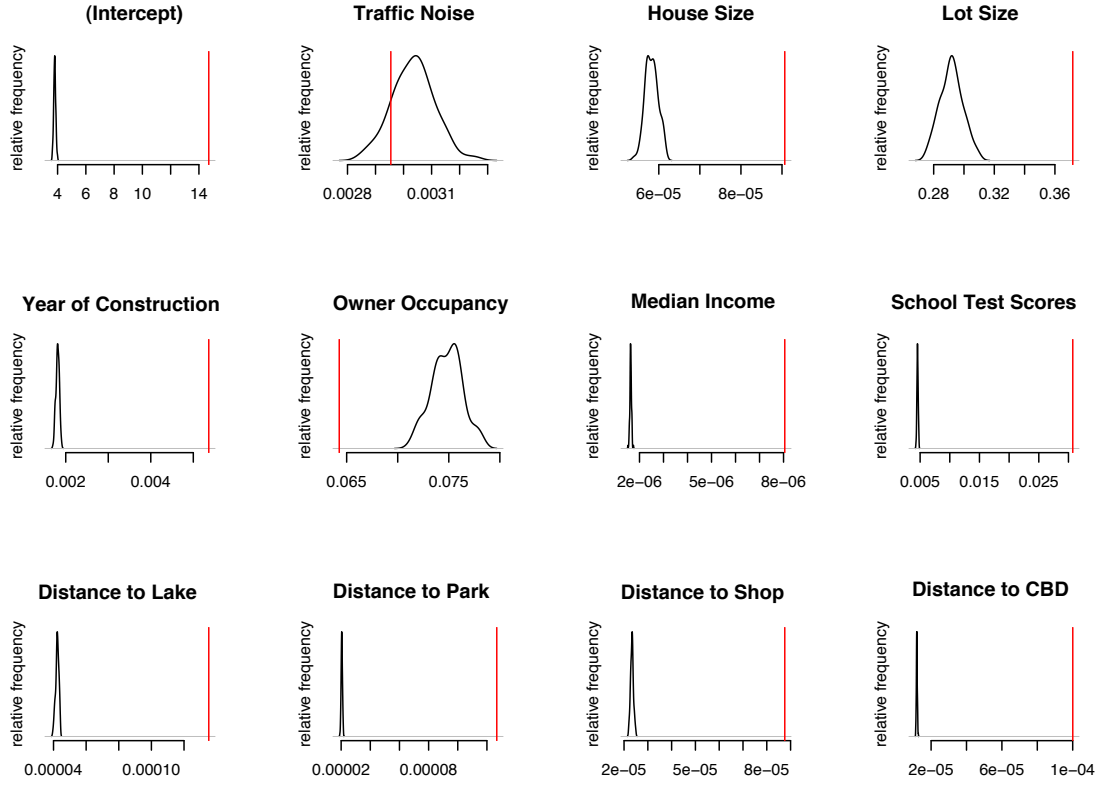 (Intercept)
relative frequency
4 6 8 10 14
Traffic Noise
relative frequency
0.0028 0.0031
House Size
relative frequency
6e−05 8e−05
Lot Size
relative frequency
0.28 0.32 0.36
Year of Construction
relative frequency
0.002 0.004
Owner Occupancy
relative frequency
0.065 0.075
Median Income
relative frequency
2e−06 5e−06 8e−06
School Test Scores
relative frequency
0.005 0.015 0.025
Distance to Lake
relative frequency
0.00004 0.00010
Distance to Park
relative frequency
0.00002 0.00008
Distance to Shop
relative frequency
2e−05 5e−05 8e−05
Distance to CBD
relative frequency
2e−05 6e−05 1e−04